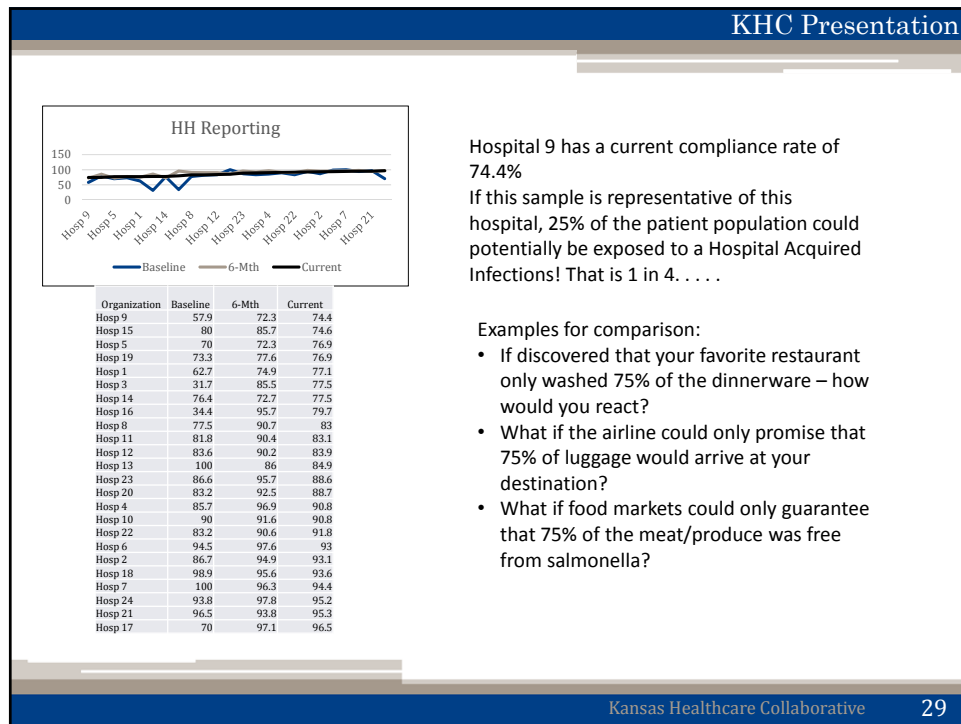 KHC Presentation
HH Reporting
150
100
50
0
Hosp 9
Hosp 5
Hosp 1
Hosp 14
Hosp 8
Hosp 12
Hosp 23
Hosp 4
Hosp 22
Hosp 2
Hosp 7
Hosp 21
Baseline 6-Mth Current
Organization Baseline 6-Mth Current
Hosp 9 57.9 72.3 74.4
Hosp 15 80 85.7 74.6
Hosp 5 70 72.3 76.9
Hosp 19 73.3 77.6 76.9
Hosp 1 62.7 74.9 77.1
Hosp 3 31.7 85.5 77.5
Hosp 14 76.4 72.7 77.5
Hosp 16 34.4 95.7 79.7
Hosp 8 77.5 90.7 83
Hosp 11 81.8 90.4 83.1
Hosp 12 83.6 90.2 83.9
Hosp 13 100 86 84.9
Hosp 23 86.6 95.7 88.6
Hosp 20 83.2 92.5 88.7
Hosp 4 85.7 96.9 90.8
Hosp 10 90 91.6 90.8
Hosp 22 83.2 90.6 91.8
Hosp 6 94.5 97.6 93
Hosp 2 86.7 94.9 93.1
Hosp 18 98.9 95.6 93.6
Hosp 7 100 96.3 94.4
Hosp 24 93.8 97.8 95.2
Hosp 21 96.5 93.8 95.3
Hosp 17 70 97.1 96.5
Hospital 9 has a current compliance rate of
74.4%
If this sample is representative of this
hospital, 25% of the patient population could
potentially be exposed to a Hospital Acquired
Infections! That is 1 in 4. . . . .
Examples for comparison:
• If discovered that your favorite restaurant
only washed 75% of the dinnerware – how
would you react?
• What if the airline could only promise that
75% of luggage would arrive at your
destination?
• What if food markets could only guarantee
that 75% of the meat/produce was free
from salmonella?
Kansas Healthcare Collaborative 29